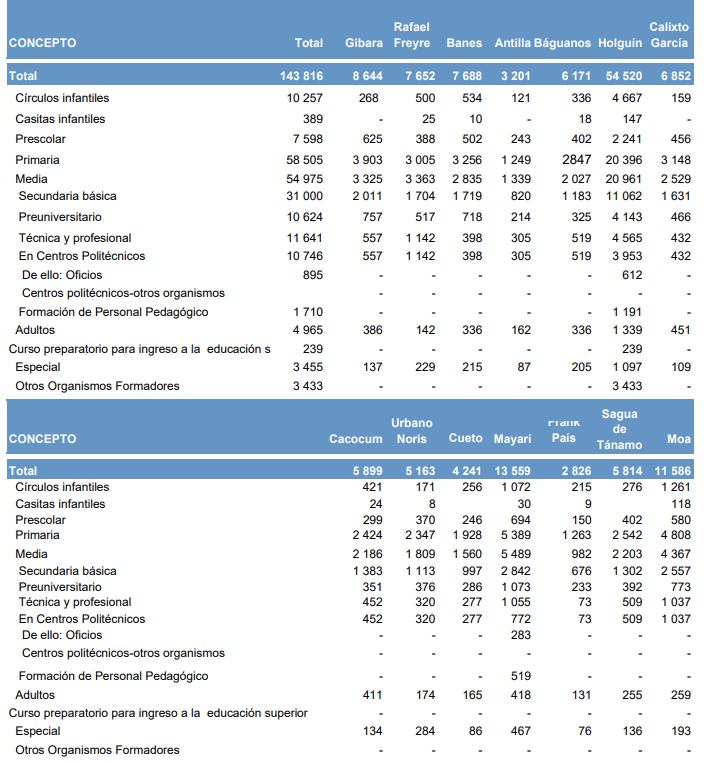 Rafael Calixto
CONCEPTO Total Gibara Freyre Banes Antilla Báguanos Holguín García
Total 143 816 8 644 7 652 7 688 3 201 6 171 54 520 6 852
Círculos infantiles 10 257 268 500 534 121 336 4 667 159
Casitas infantiles 389 - 25 10 - 18 147 -
Prescolar 7 598 625 388 502 243 402 2 241 456
Primaria 58 505 3 903 3 005 3 256 1 249 2847 20 396 3 148
Media 54 975 3 325 3 363 2 835 1 339 2 027 20 961 2 529
Secundaria básica 31 000 2 011 1 704 1 719 820 1 183 11 062 1 631
Preuniversitario 10 624 757 517 718 214 325 4 143 466
Técnica y profesional 11 641 557 1 142 398 305 519 4 565 432
En Centros Politécnicos 10 746 557 1 142 398 305 519 3 953 432
De ello: Oficios 895 - - - - - 612 -
Centros politécnicos-otros organismos - - - - - - -
Formación de Personal Pedagógico 1 710 - - - - - 1 191 -
Adultos 4 965 386 142 336 162 336 1 339 451
Curso preparatorio para ingreso a la educación s 239 - - - - - 239 -
Especial 3 455 137 229 215 87 205 1 097 109
Otros Organismos Formadores 3 433 - - - - - 3 433 -
Urbano Frank Sagua de
CONCEPTO Cacocum Noris Cueto Mayarí País Tánamo Moa
Total 5 899 5 163 4 241 13 559 2 826 5 814 11 586
Círculos infantiles 421 171 256 1 072 215 276 1 261
Casitas infantiles 24 8 30 9 118
Prescolar 299 370 246 694 150 402 580
Primaria 2 424 2 347 1 928 5 389 1 263 2 542 4 808
Media 2 186 1 809 1 560 5 489 982 2 203 4 367
Secundaria básica 1 383 1 113 997 2 842 676 1 302 2 557
Preuniversitario 351 376 286 1 073 233 392 773
Técnica y profesional 452 320 277 1 055 73 509 1 037
En Centros Politécnicos 452 320 277 772 73 509 1 037
De ello: Oficios - - - 283 - - -
Centros politécnicos-otros organismos - - - - - - -
Formación de Personal Pedagógico - - - 519 - - -
Adultos 411 174 165 418 131 255 259
Curso preparatorio para ingreso a la educación superior - - - - - - -
Especial 134 284 86 467 76 136 193
Otros Organismos Formadores - - - - - - -